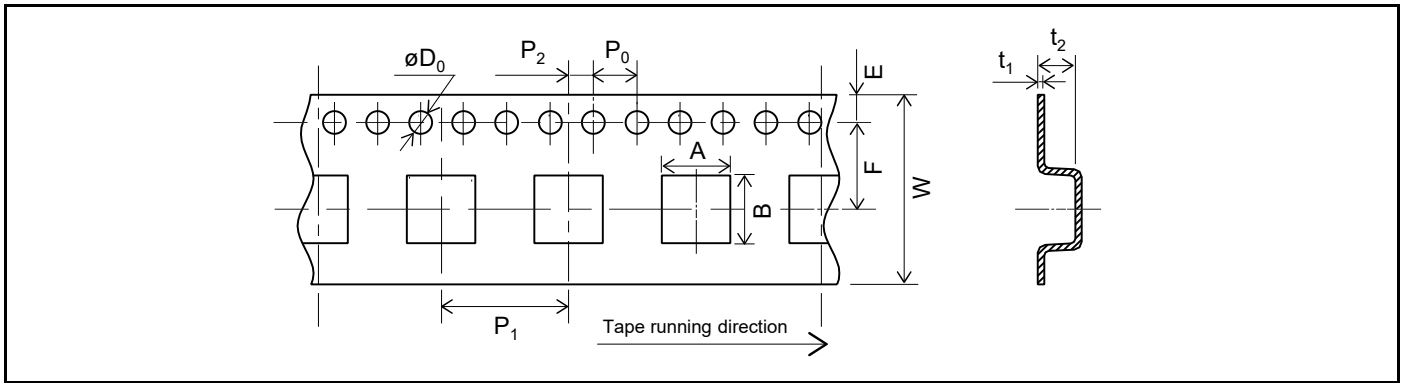 øD0
P2
P0
E
A
F
B
W
P1
Tape running direction
t1
t2